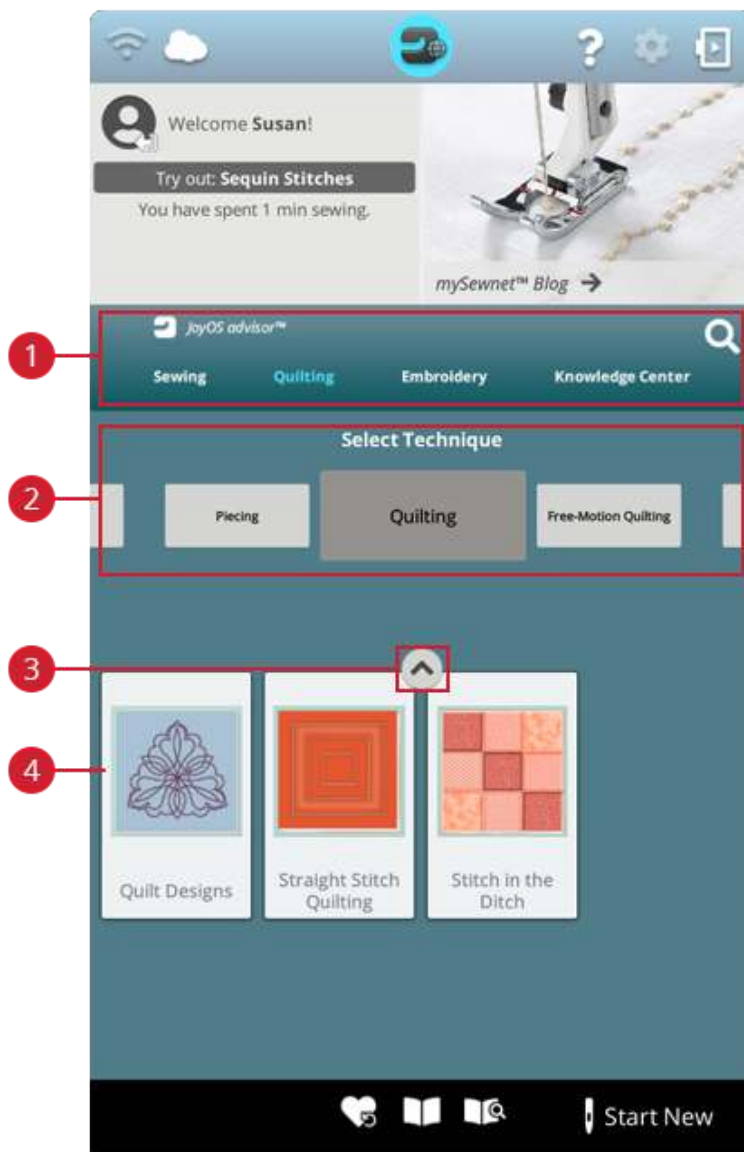 Welcome Susan!
Try out: Sequin Stitches
You have spent 1 min sewing.
mySewnet™ Blog →
1
JoyOS advisor™
Sewing Quilting Embroidery Knowledge Center
2
Select Technique
Piecing Quilting Free-Motion Quilting
3
4
Quilt Designs
Straight Stitch
Quilting
Stitch in the
Ditch
Start New